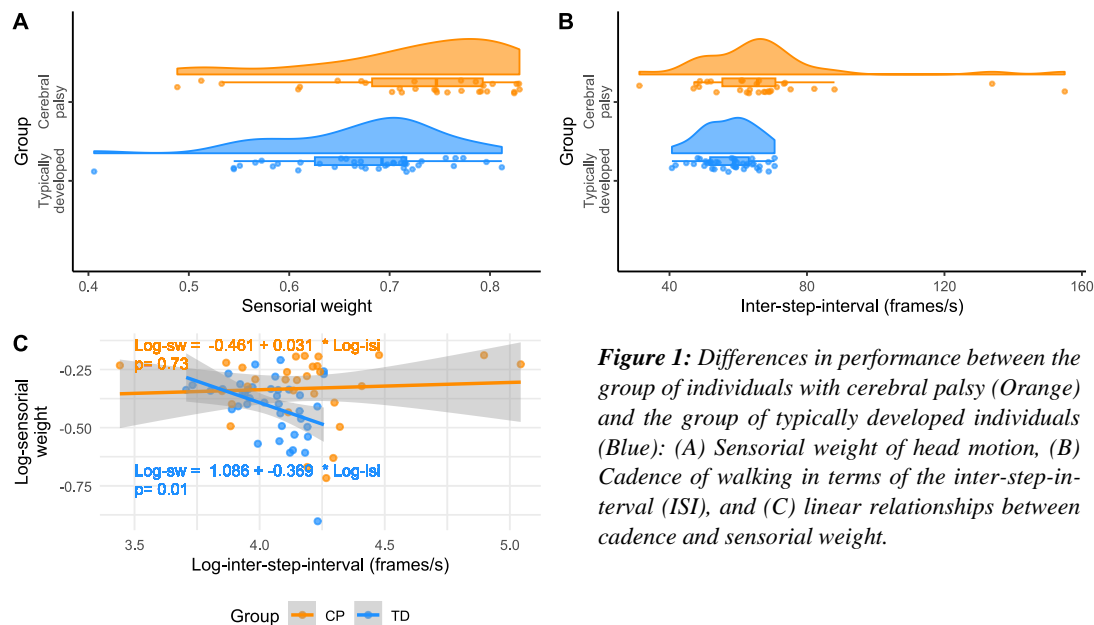 A
Group
Cerebral
palsy
Typically
developed
0.4 0.5 0.6 0.7 0.8
Sensorial weight
B
Group
Cerebral
palsy
Typically
developed
40 80 120 160
Inter-step-interval (frames/s)
C
Log-sw = -0.461 + 0.031 * Log-isi
p= 0.73
Log-sw = 1.086 + -0.369 * Log-isi
p= 0.01
Log-sensorial
weight
-0.25
-0.50
-0.75
3.5 4.0 4.5 5.0
Log-inter-step-interval (frames/s)
Group CP TD
Figure 1: Differences in performance between the
group of individuals with cerebral palsy (Orange)
and the group of typically developed individuals
(Blue): (A) Sensorial weight of head motion, (B)
Cadence of walking in terms of the inter-step-in-
terval (ISI), and (C) linear relationships between
cadence and sensorial weight.